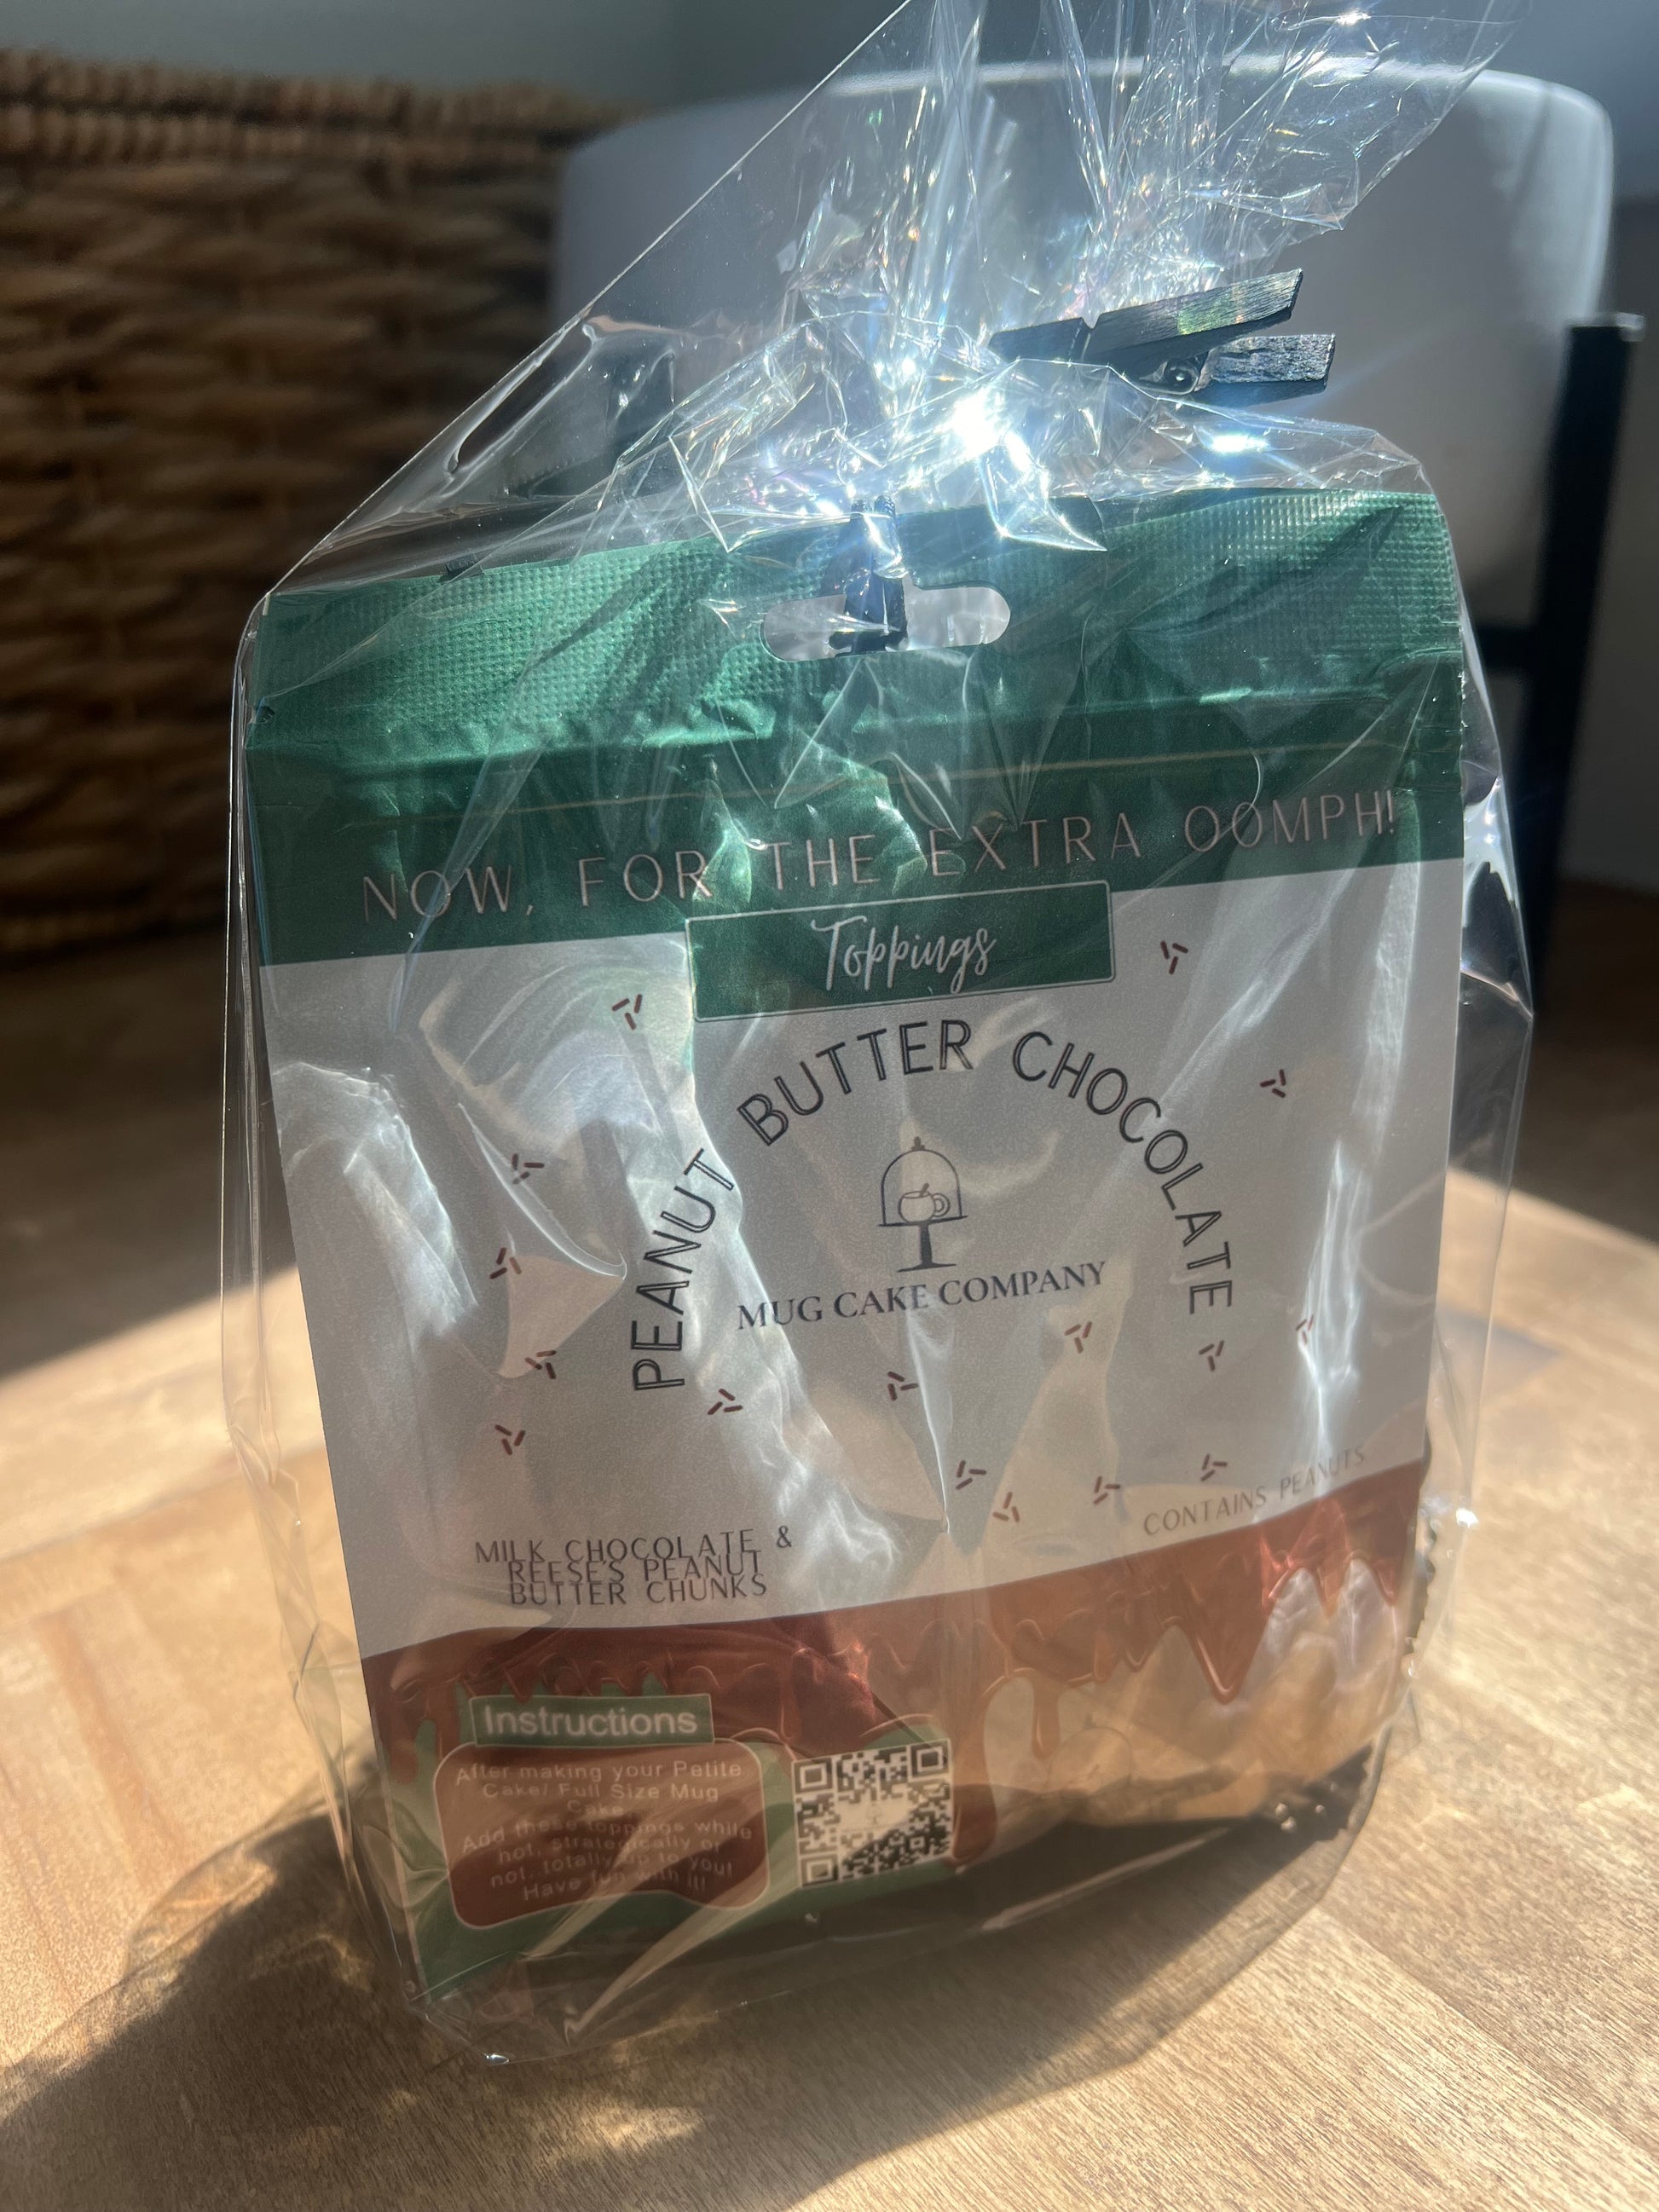 NOW, FOR THE EXTRA OOMPH!
Toppings
PEANUT BUTTER CHOCOLATE
MUG CAKE COMPANY
CONTAINS PEANUTS
MILK CHOCOLATE &
REESE'S PEANUT
BUTTER CHUNKS
Instructions
After making your Petite
Cake/ Full Size Mug
Cake
Add these toppings while
hot, strategically or
not, totally up to you!
Have fun with it!